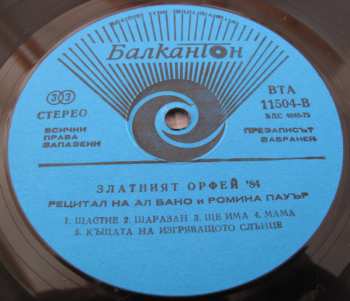 Балкантон
33
СТЕРЕО
ВСИЧКИ
ПРАВА
ЗАПАЗЕНИ
ВТА
11504-В
ПРЕЗАПИСЪТ
ЗАБРАНЕН
ЗЛАТНИЯТ ОРФЕЙ '84
РЕЦИТАЛ НА АЛ БАНО и РОМИНА ПАУЪР
1. ЩАСТИЕ 2. ШАРАЗАН 3. ЩЕ ИМА 4. МАМА
5. КЪЩАТА НА ИЗГРЯВАЩОТО СЛЪНЦЕ